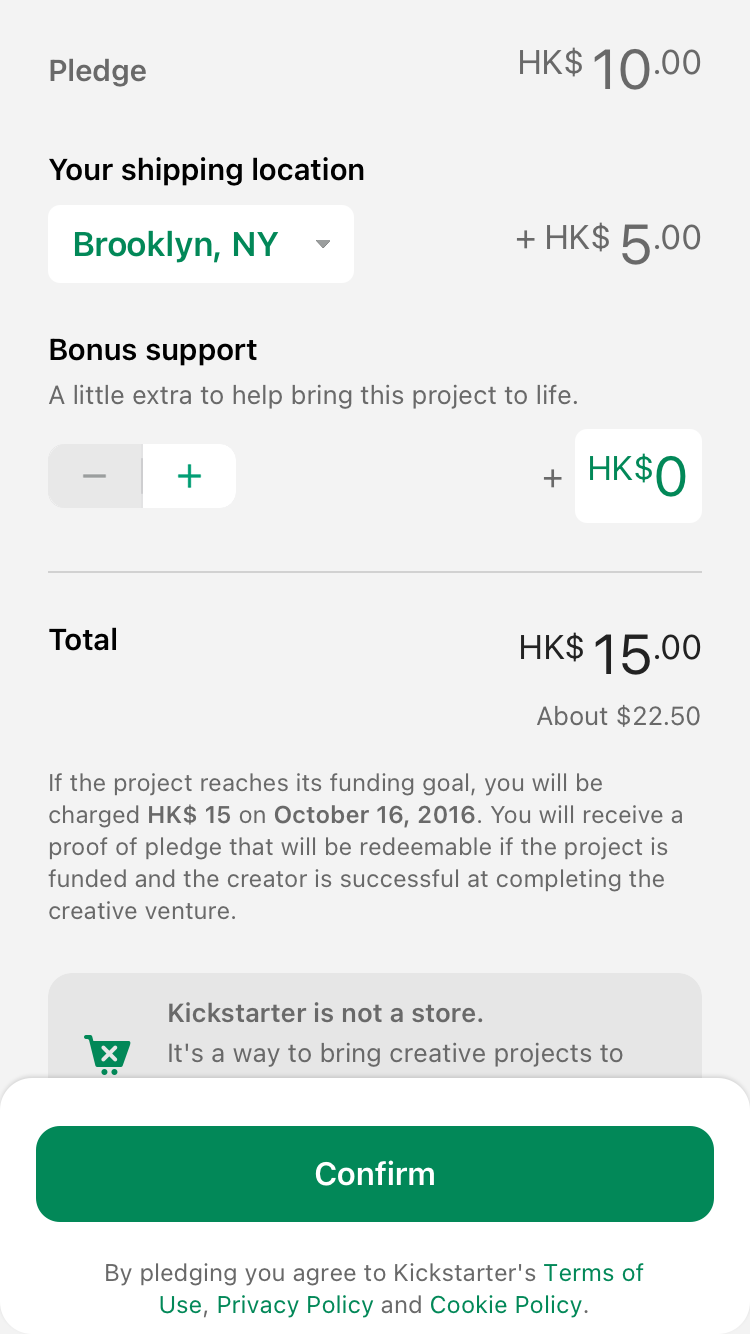 Pledge HK$ 10.00
Your shipping location
Brooklyn, NY + HK$ 5.00
Bonus support
A little extra to help bring this project to life.
− + + HK$0
Total HK$ 15.00
About $22.50
If the project reaches its funding goal, you will be
charged HK$ 15 on October 16, 2016. You will receive a
proof of pledge that will be redeemable if the project is
funded and the creator is successful at completing the
creative venture.
Kickstarter is not a store.
It's a way to bring creative projects to
Confirm
By pledging you agree to Kickstarter's Terms of
Use, Privacy Policy and Cookie Policy.